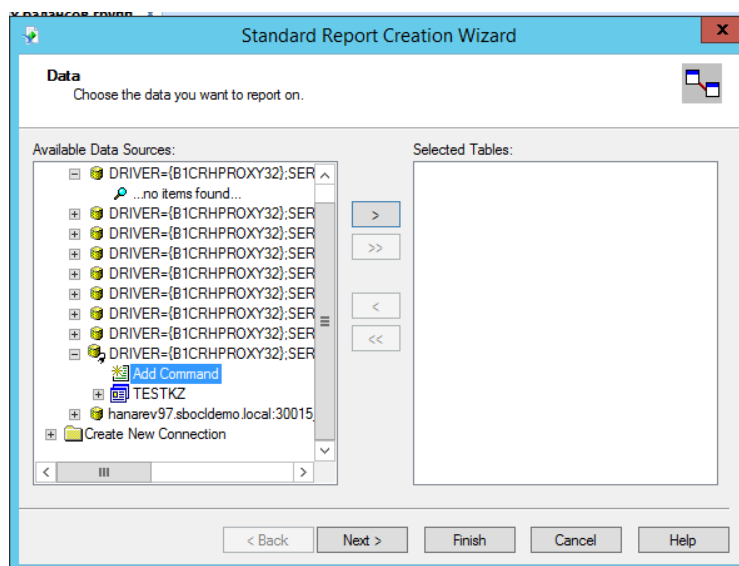 балансов групп x
Standard Report Creation Wizard
x
Data
Choose the data you want to report on.
Available Data Sources:
Selected Tables:
DRIVER={B1CRHPROXY32};SER
...no items found...
DRIVER={B1CRHPROXY32};SER
DRIVER={B1CRHPROXY32};SER
DRIVER={B1CRHPROXY32};SER
DRIVER={B1CRHPROXY32};SER
DRIVER={B1CRHPROXY32};SER
DRIVER={B1CRHPROXY32};SER
DRIVER={B1CRHPROXY32};SER
DRIVER={B1CRHPROXY32};SER
Add Command
TESTKZ
hanarev97.sbocldemo.local:30015
Create New Connection
>
>>
<
<<
< Back
Next >
Finish
Cancel
Help